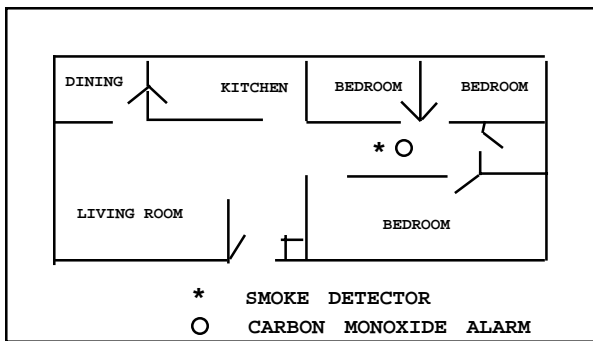 DINING KITCHEN BEDROOM BEDROOM
*
LIVING ROOM
BEDROOM
* SMOKE DETECTOR
CARBON MONOXIDE ALARM